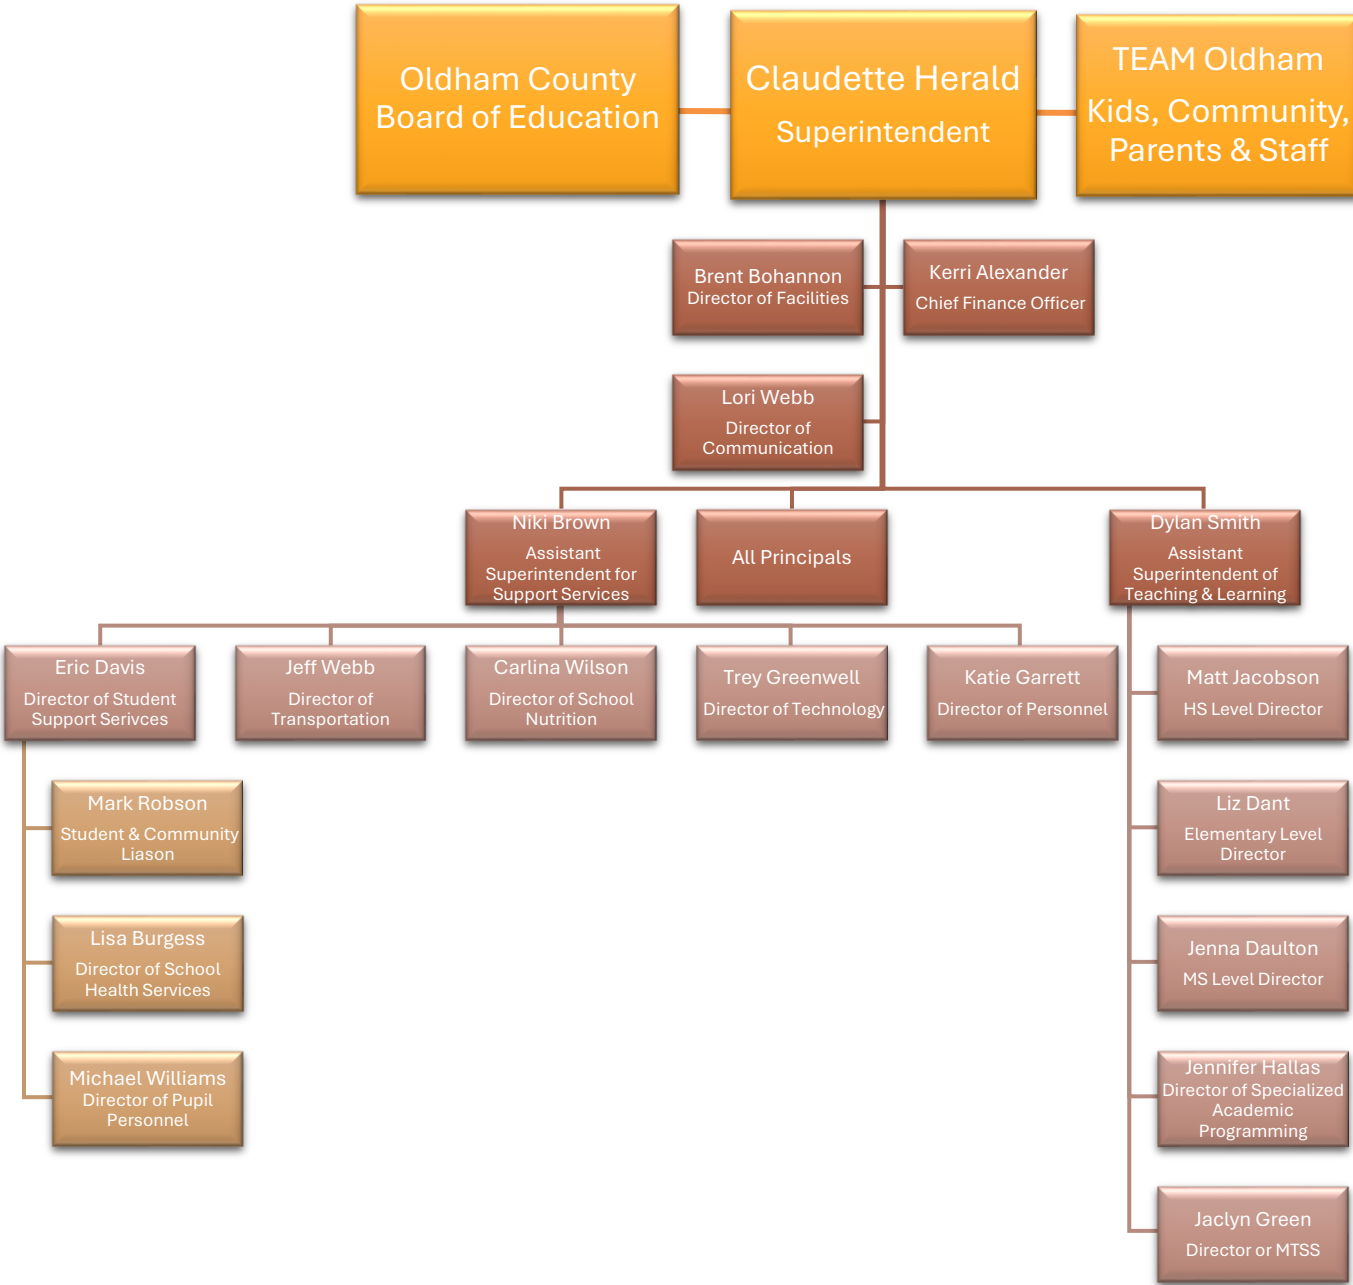 Oldham County
Board of Education
Claudette Herald
Superintendent
TEAM Oldham
Kids, Community,
Parents & Staff
Brent Bohannon
Director of Facilities
Kerri Alexander
Chief Finance Officer
Lori Webb
Director of
Communication
Niki Brown
Assistant
Superintendent for
Support Services
All Principals
Dylan Smith
Assistant
Superintendent of
Teaching & Learning
Eric Davis
Director of Student
Support Serivces
Jeff Webb
Director of
Transportation
Carlina Wilson
Director of School
Nutrition
Trey Greenwell
Director of Technology
Katie Garrett
Director of Personnel
Matt Jacobson
HS Level Director
Mark Robson
Student & Community
Liason
Liz Dant
Elementary Level
Director
Lisa Burgess
Director of School
Health Services
Jenna Daulton
MS Level Director
Michael Williams
Director of Pupil
Personnel
Jennifer Hallas
Director of Specialized
Academic
Programming
Jaclyn Green
Director or MTSS